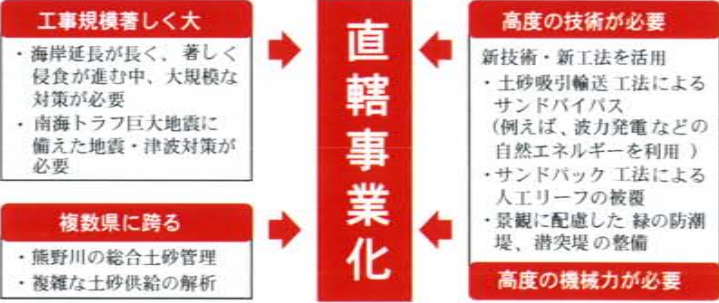 工事規模著しく大
・海岸延長が長く、著しく
侵食が進む中、大規模な
対策が必要
・南海トラフ巨大地震に
備えた地震・津波対策が
必要
複数県に跨る
・熊野川の総合土砂管理
・複雑な土砂供給の解析
直轄事業化
高度の技術が必要
新技術・新工法を活用
・土砂吸引輸送工法による
サンドバイパス
(例えば、波力発電などの
自然エネルギーを利用)
・サンドパック工法による
人工リーフの被覆
・景観に配慮した緑の防潮
堤、潜突堤の整備
高度の機械力が必要